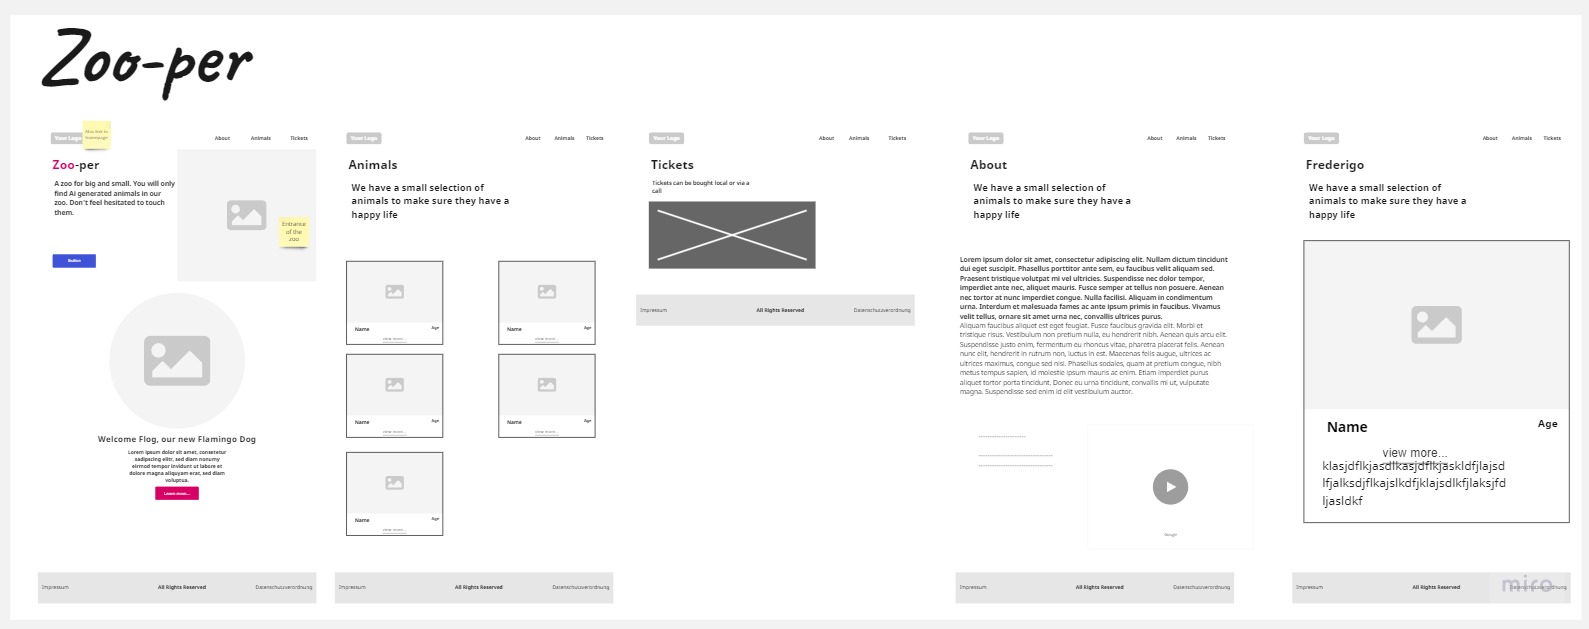 Zoo-per
Your Logo
Also link to
homepage
About
Animals
Tickets
Zoo-per
A zoo for big and small. You will only
find Ai generated animals in our
zoo. Don't feel hesitated to touch
them.
Entrance
of the
zoo
Button
Welcome Flog, our new Flamingo Dog
Lorem ipsum dolor sit amet, consetetur
sadipscing elitr, sed diam nonumy
eirmod tempor invidunt ut labore et
dolore magna aliquyam erat, sed diam
voluptua.
Learn more...
Impressum
All Rights Reserved
Datenschutzverordnung
Your Logo
About
Animals
Tickets
Animals
We have a small selection of
animals to make sure they have a
happy life
Name
Age
view more...
Name
Age
view more...
Name
Age
view more...
Name
Age
view more...
Name
Age
view more...
Impressum
All Rights Reserved
Datenschutzverordnung
Your Logo
About
Animals
Tickets
Tickets
Tickets can be bought local or via a
call
Impressum
All Rights Reserved
Datenschutzverordnung
Your Logo
About
Animals
Tickets
About
We have a small selection of
animals to make sure they have a
happy life
Lorem ipsum dolor sit amet, consectetur adipiscing elit. Nullam dictum tincidunt
dui eget suscipit. Phasellus porttitor ante sem, eu faucibus velit aliquam sed.
Praesent tristique volutpat mi vel ultricies. Suspendisse nec dolor tempor,
imperdiet ante nec, aliquet mauris. Fusce semper at tellus non posuere. Aenean
nec tortor at nunc imperdiet congue. Nulla facilisi. Aliquam in condimentum
urna. Interdum et malesuada fames ac ante ipsum primis in faucibus. Vivamus
velit tellus, ornare sit amet urna nec, convallis ultrices purus.
Aliquam faucibus aliquet est eget feugiat. Fusce faucibus gravida elit. Morbi et
tristique risus. Vestibulum non pretium nulla, eu hendrerit nibh. Aenean quis arcu elit.
Suspendisse justo enim, fermentum eu rhoncus vitae, pharetra placerat felis. Aenean
nunc elit, hendrerit in rutrum non, luctus in est. Maecenas felis augue, ultrices ac
ultrices maximus, congue sed nisi. Phasellus sodales, quam at pretium congue, nibh
metus tempus sapien, id molestie ipsum mauris ac enim. Etiam imperdiet purus
aliquet tortor porta tincidunt. Donec eu urna tincidunt, convallis mi ut, vulputate
magna. Suspendisse sed enim id elit vestibulum auctor.
Impressum
All Rights Reserved
Datenschutzverordnung
Your Logo
About
Animals
Tickets
Frederigo
We have a small selection of
animals to make sure they have a
happy life
Name
Age
view more...
klasjdflkjasdlkasjdflkjaskldfjlajsd
lfjalksdjflkajslkdfjklajsdlkfjlaksjfd
ljasldkf
Impressum
All Rights Reserved
Datenschutzverordnung
miro